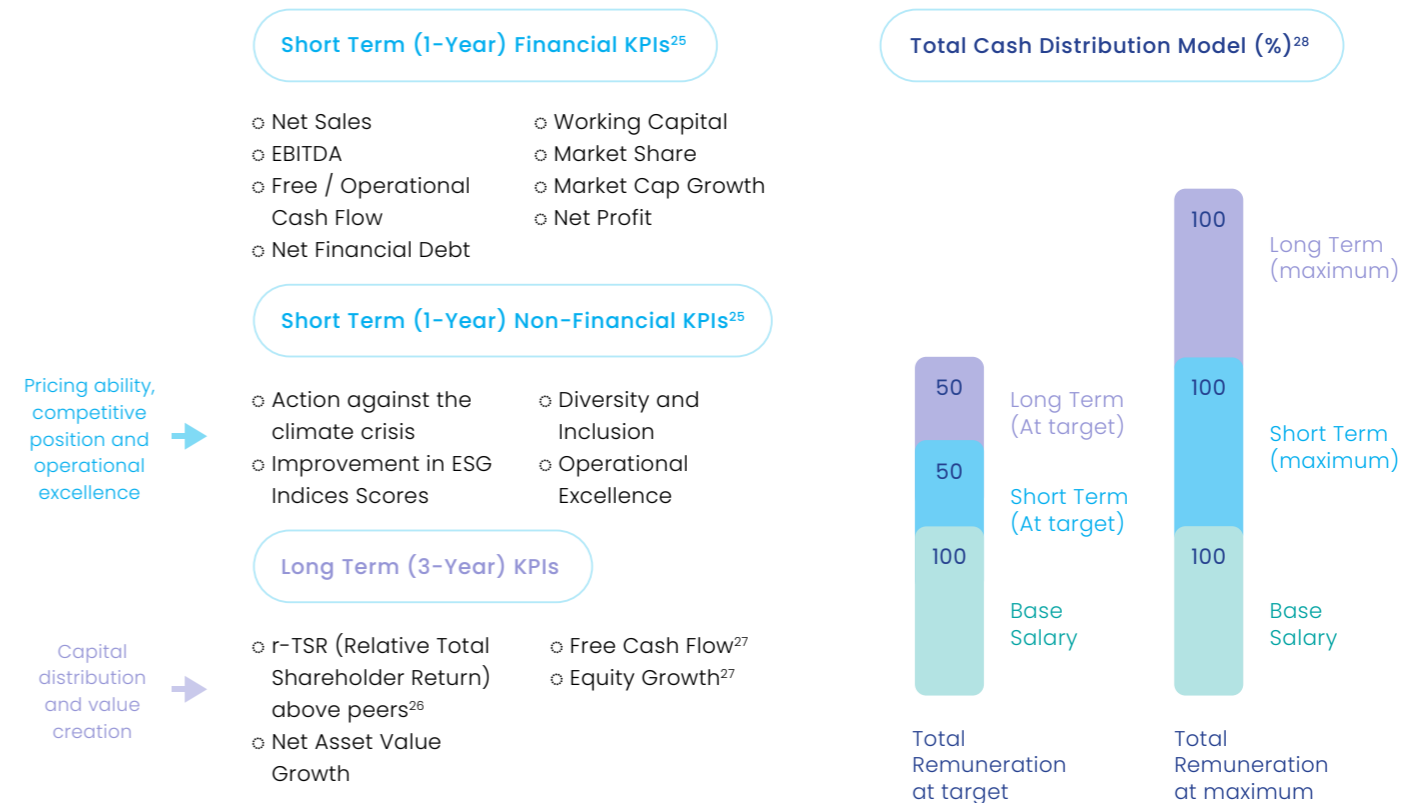 Short Term (1-Year) Financial KPIs²⁵
◌ Net Sales
◌ EBITDA
◌ Free / Operational
Cash Flow
◌ Net Financial Debt
◌ Working Capital
◌ Market Share
◌ Market Cap Growth
◌ Net Profit
Short Term (1-Year) Non-Financial KPIs²⁵
Pricing ability,
competitive
position and
operational
excellence
◌ Action against the
climate crisis
◌ Improvement in ESG
Indices Scores
◌ Diversity and
Inclusion
◌ Operational
Excellence
Long Term (3-Year) KPIs
Capital
distribution
and value
creation
◌ r-TSR (Relative Total
Shareholder Return)
above peers²⁶
◌ Net Asset Value
Growth
◌ Free Cash Flow²⁷
◌ Equity Growth²⁷
Total Cash Distribution Model (%)²⁸
50
Long Term
(At target)
50
Short Term
(At target)
100
Base
Salary
Total
Remuneration
at target
100
Long Term
(maximum)
100
Short Term
(maximum)
100
Base
Salary
Total
Remuneration
at maximum